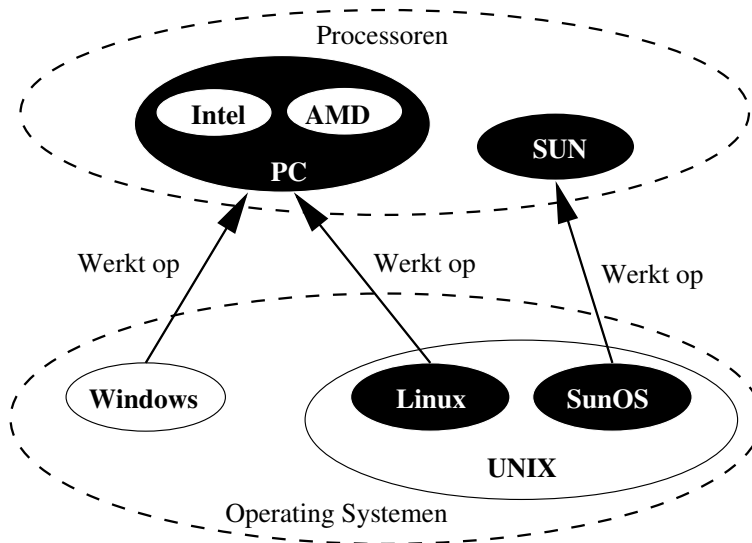 Processoren
Intel
AMD
PC
SUN
Werkt op
Werkt op
Werkt op
Windows
Linux
SunOS
UNIX
Operating Systemen